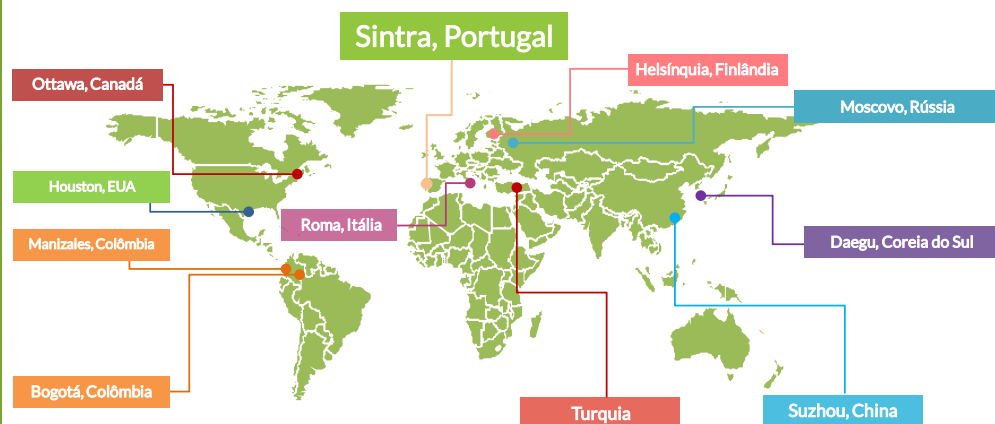 Sintra, Portugal
Helsínquia, Finlândia
Ottawa, Canadá
Moscovo, Rússia
Houston, EUA
Roma, Itália
Manizales, Colômbia
Daegu, Coreia do Sul
Bogotá, Colômbia
Turquia
Suzhou, China